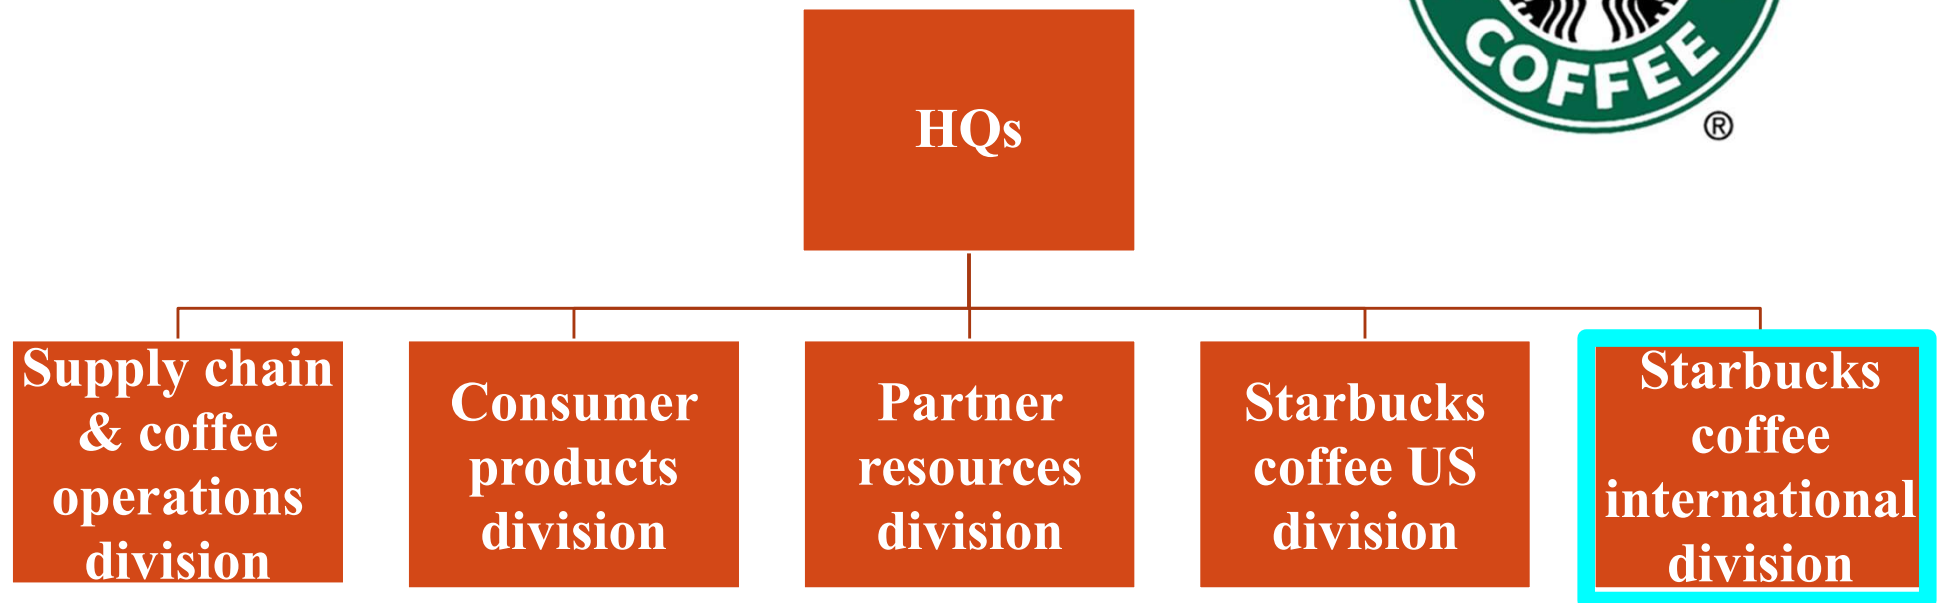 COFFEE
®
HQs
Supply chain
& coffee
operations
division
Consumer
products
division
Partner
resources
division
Starbucks
coffee US
division
Starbucks
coffee
international
division